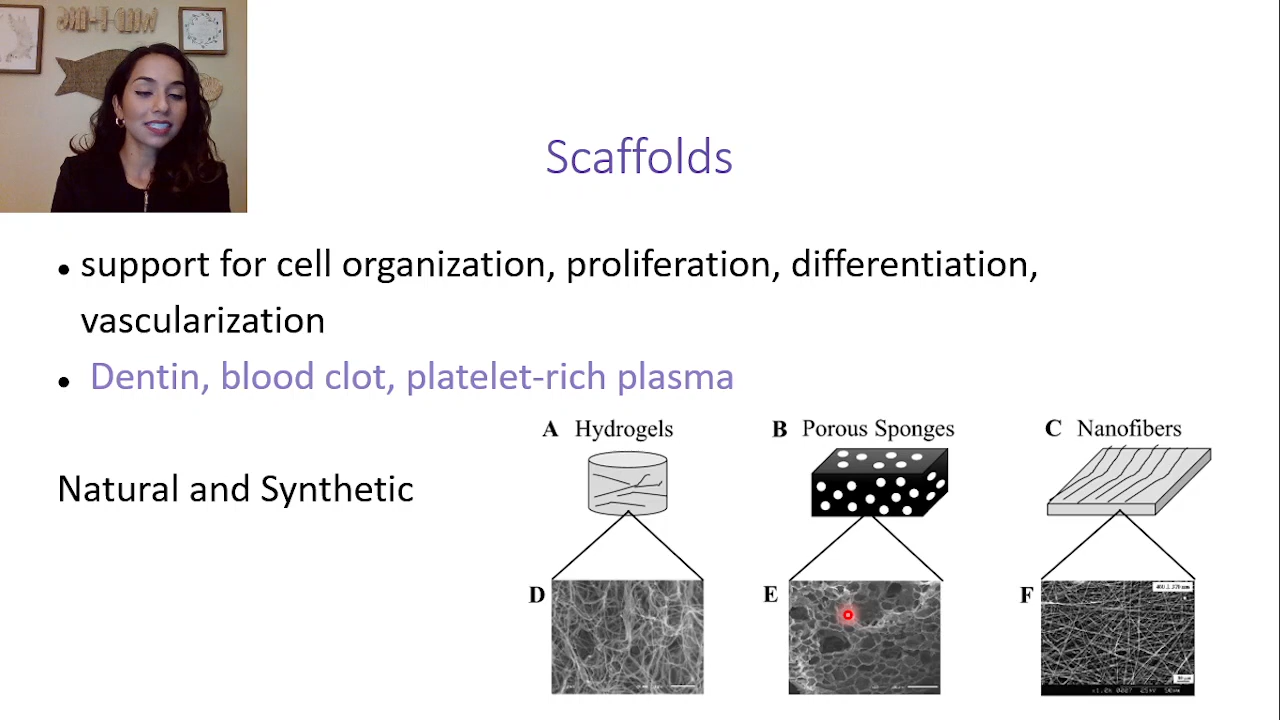 Scaffolds
support for cell organization, proliferation, differentiation,
vascularization
Dentin, blood clot, platelet-rich plasma
Natural and Synthetic
A Hydrogels
B Porous Sponges
C Nanofibers
D
E
F